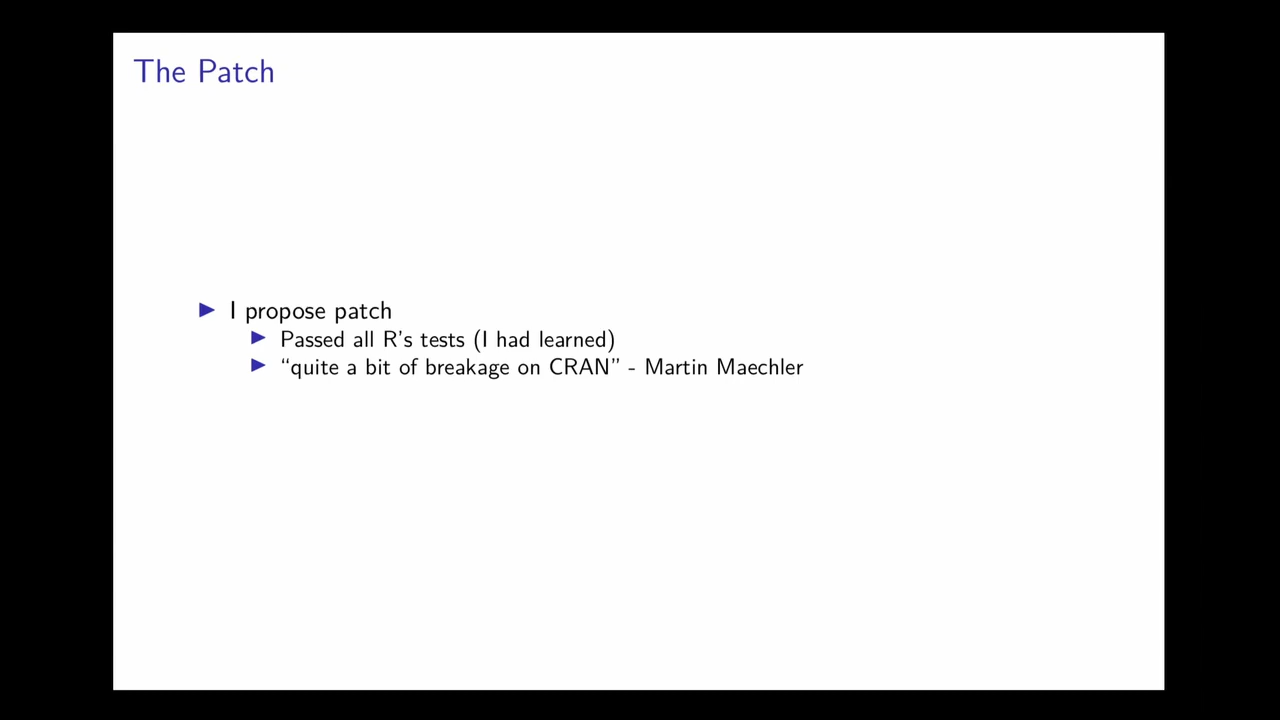 The Patch
I propose patch
Passed all R’s tests (I had learned)
“quite a bit of breakage on CRAN” - Martin Maechler